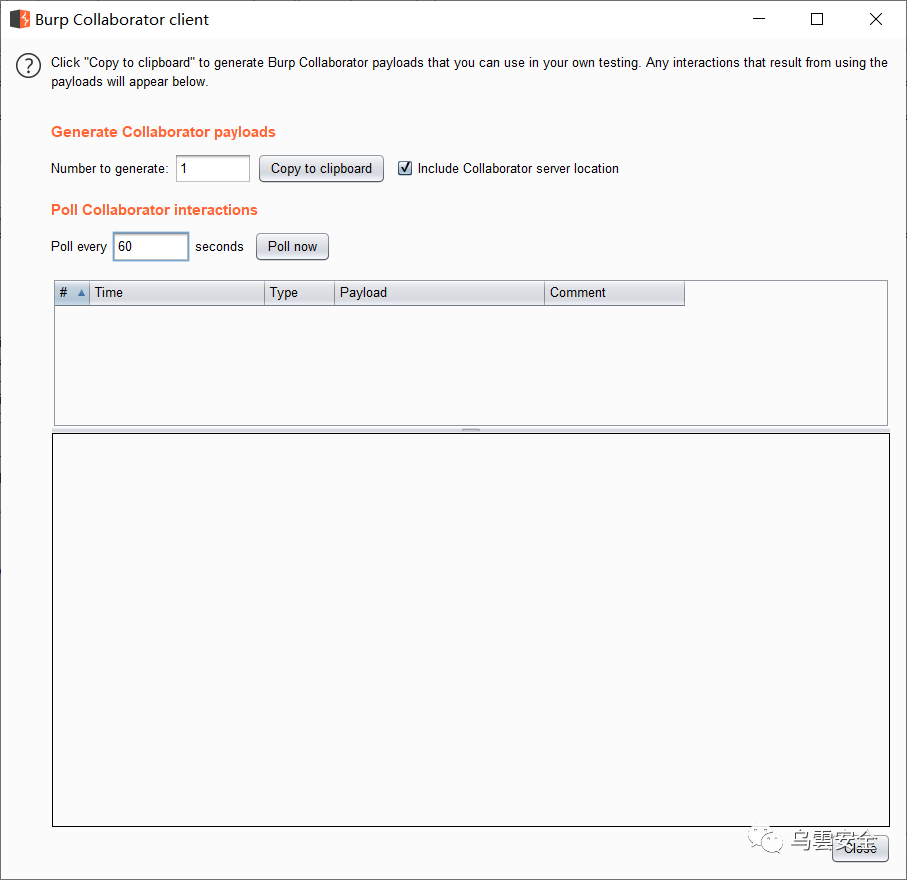 Burp Collaborator client
Click "Copy to clipboard" to generate Burp Collaborator payloads that you can use in your own testing. Any interactions that result from using the
payloads will appear below.
Generate Collaborator payloads
Number to generate: 1 Copy to clipboard Include Collaborator server location
Poll Collaborator interactions
Poll every 60 seconds Poll now
# Time Type Payload Comment
乌雲安全
Close